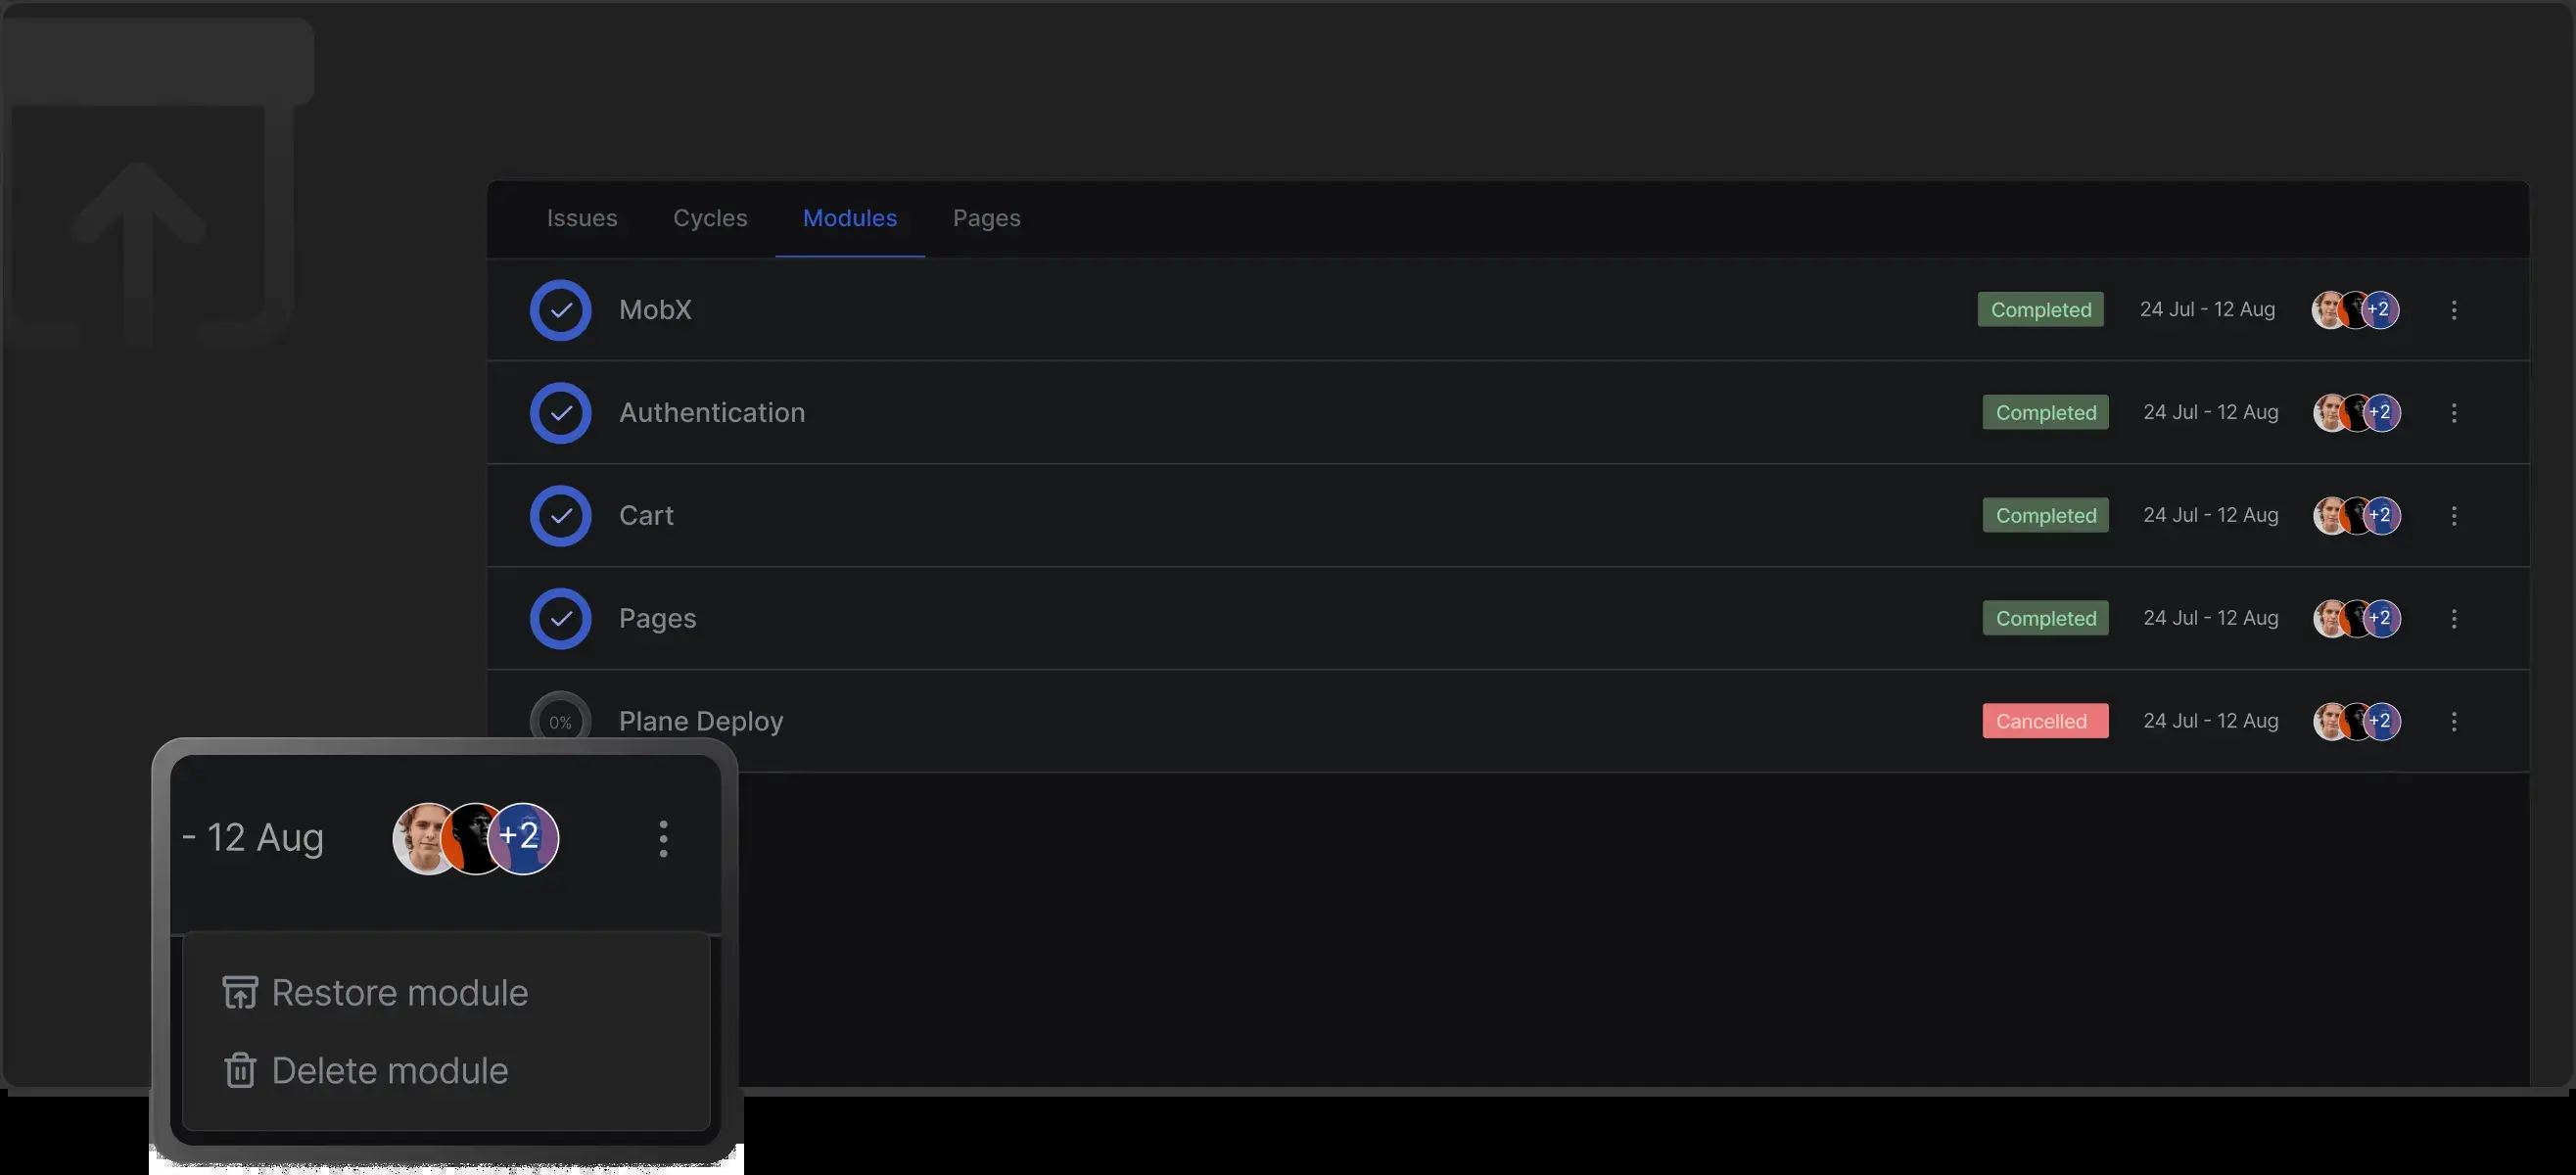 Issues Cycles Modules Pages
MobX Completed 24 Jul - 12 Aug +2
Authentication Completed 24 Jul - 12 Aug +2
Cart Completed 24 Jul - 12 Aug +2
Pages Completed 24 Jul - 12 Aug +2
0% Plane Deploy Cancelled 24 Jul - 12 Aug +2
- 12 Aug +2
Restore module
Delete module